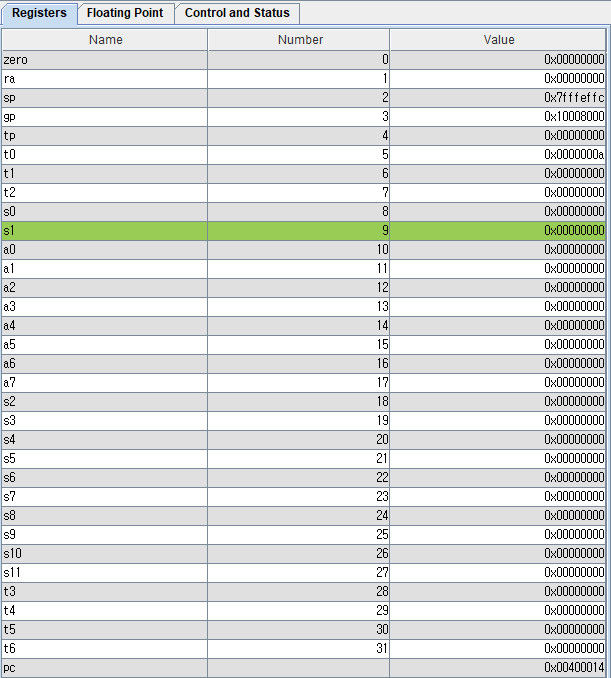 Registers Floating Point Control and Status
Name Number Value
zero 0 0x00000000
ra 1 0x00000000
sp 2 0x7fffeffc
gp 3 0x10008000
tp 4 0x00000000
t0 5 0x0000000a
t1 6 0x00000000
t2 7 0x00000000
s0 8 0x00000000
s1 9 0x00000000
a0 10 0x00000000
a1 11 0x00000000
a2 12 0x00000000
a3 13 0x00000000
a4 14 0x00000000
a5 15 0x00000000
a6 16 0x00000000
a7 17 0x00000000
s2 18 0x00000000
s3 19 0x00000000
s4 20 0x00000000
s5 21 0x00000000
s6 22 0x00000000
s7 23 0x00000000
s8 24 0x00000000
s9 25 0x00000000
s10 26 0x00000000
s11 27 0x00000000
t3 28 0x00000000
t4 29 0x00000000
t5 30 0x00000000
t6 31 0x00000000
pc 0x00400014